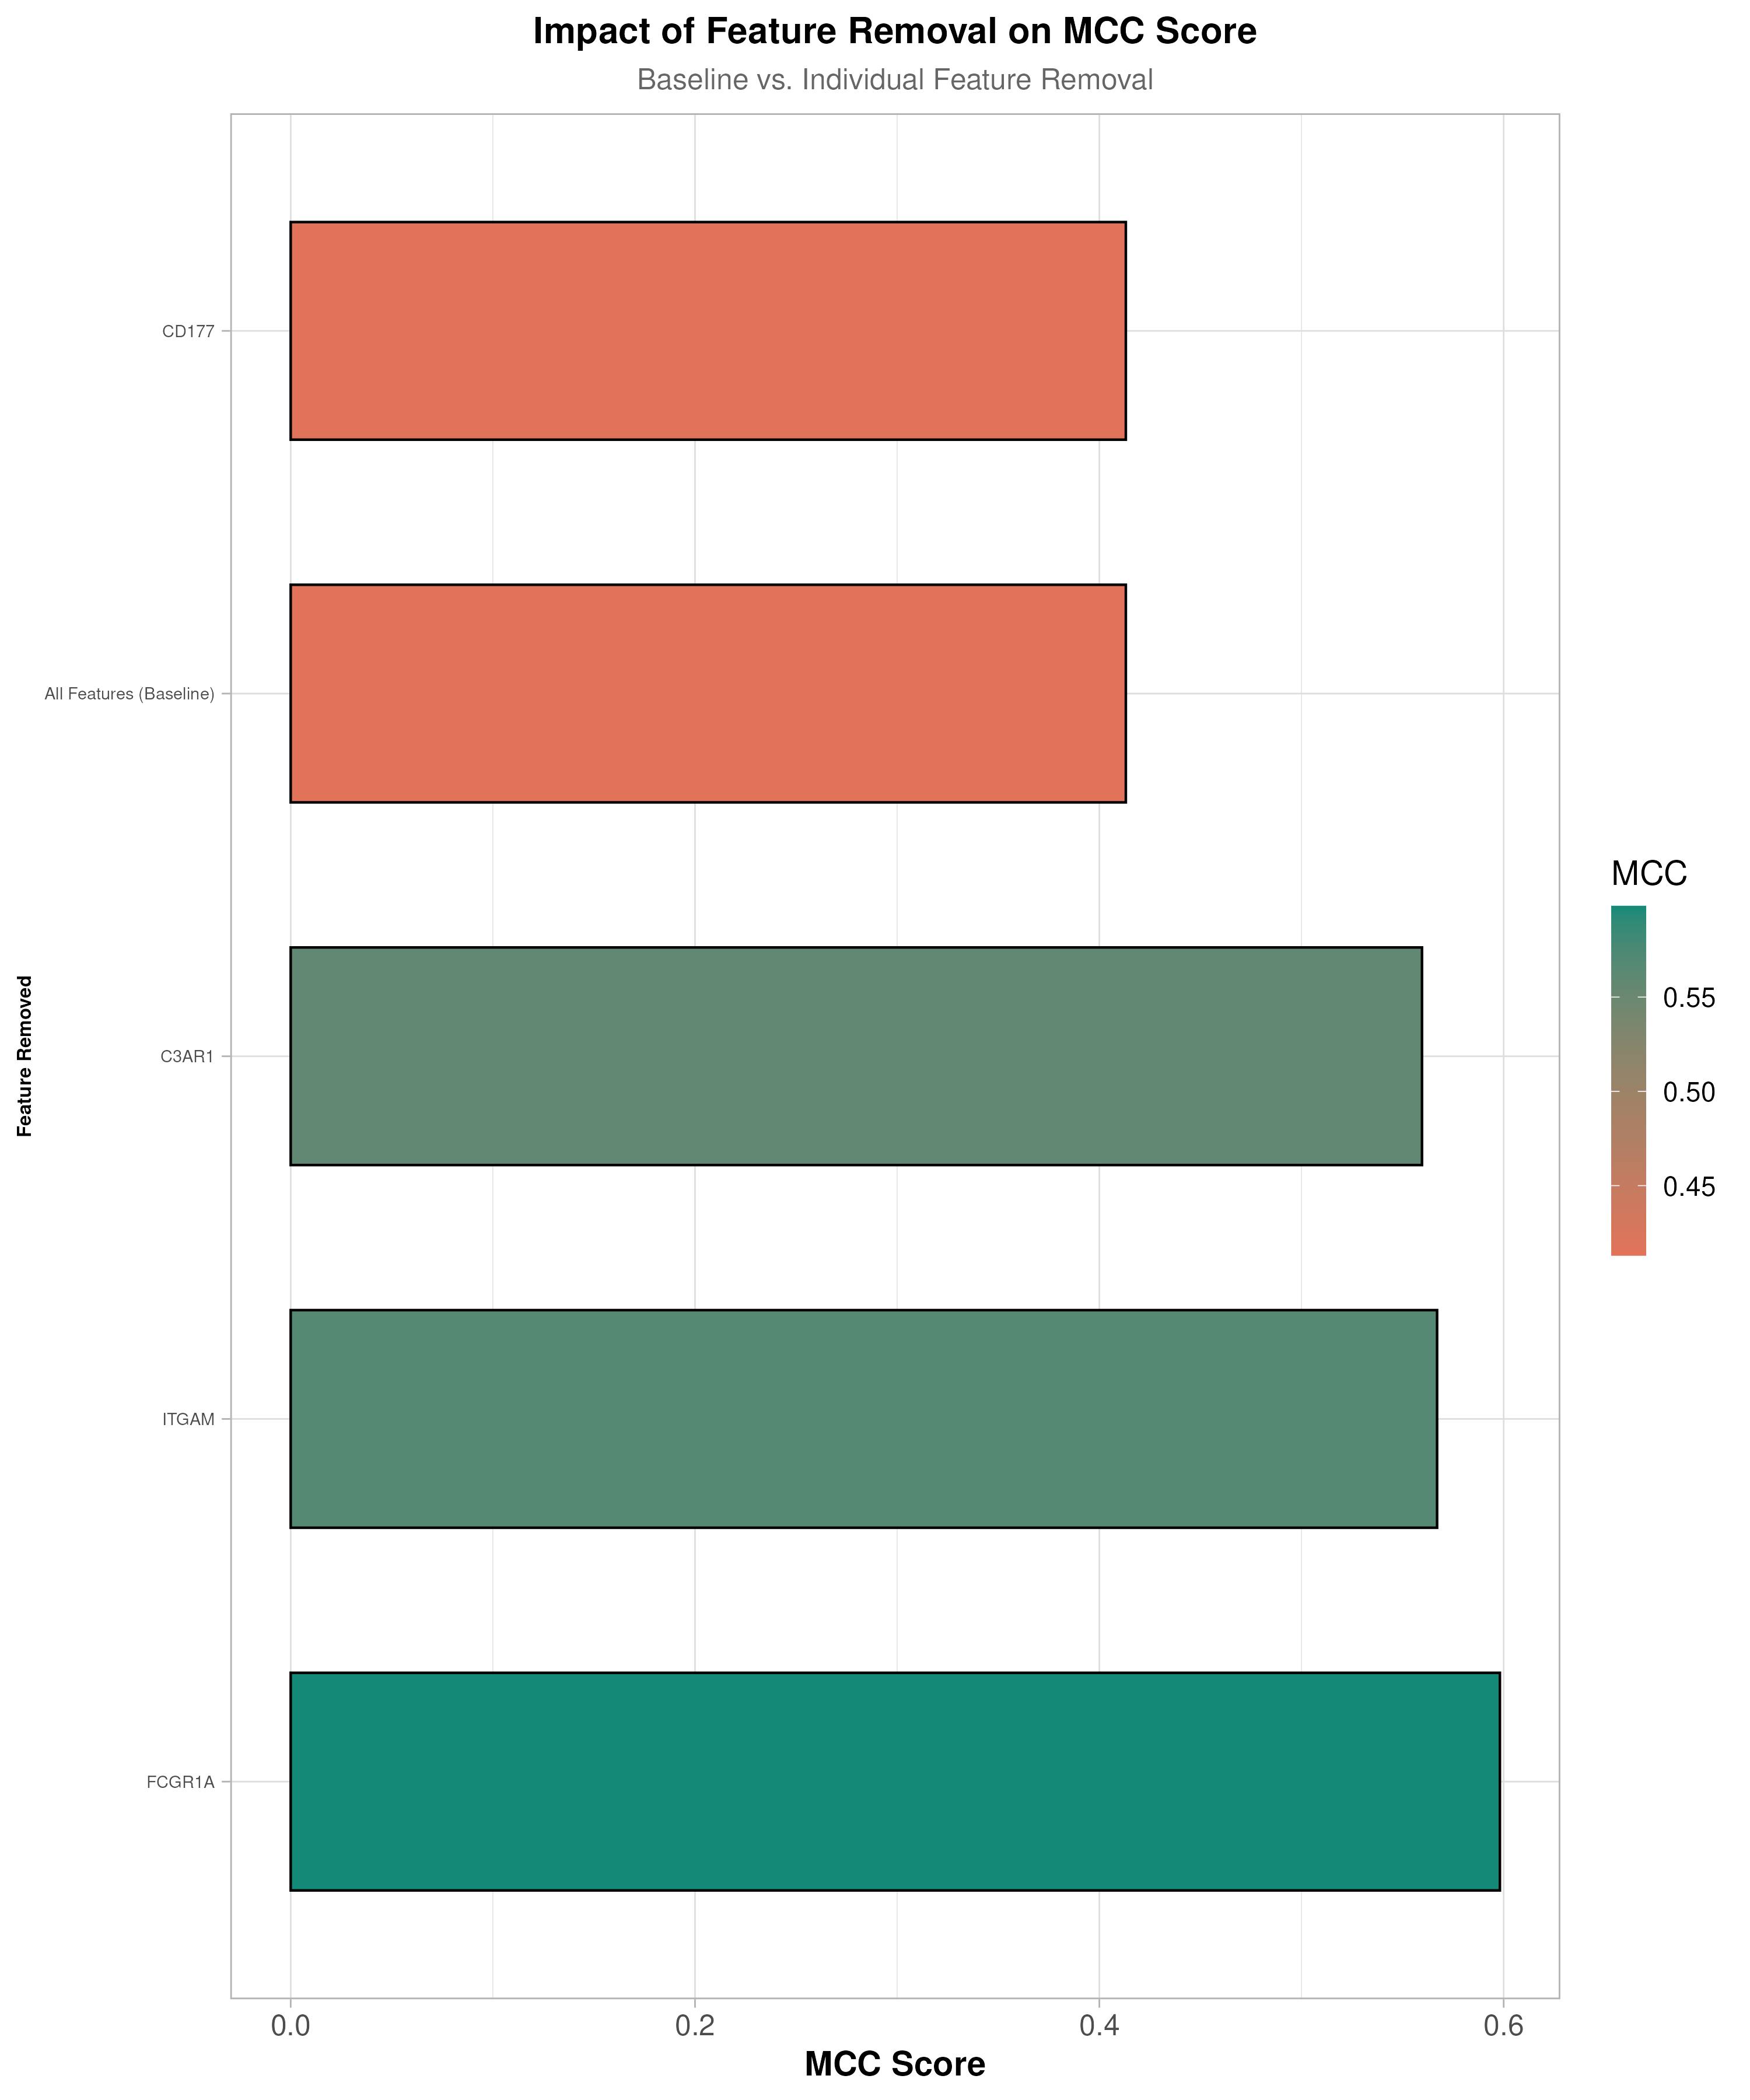 Impact of Feature Removal on MCC Score
Baseline vs. Individual Feature Removal
Feature Removed
CD177
All Features (Baseline)
C3AR1
ITGAM
FCGR1A
0.0
0.2
0.4
0.6
MCC Score
MCC
0.55
0.50
0.45